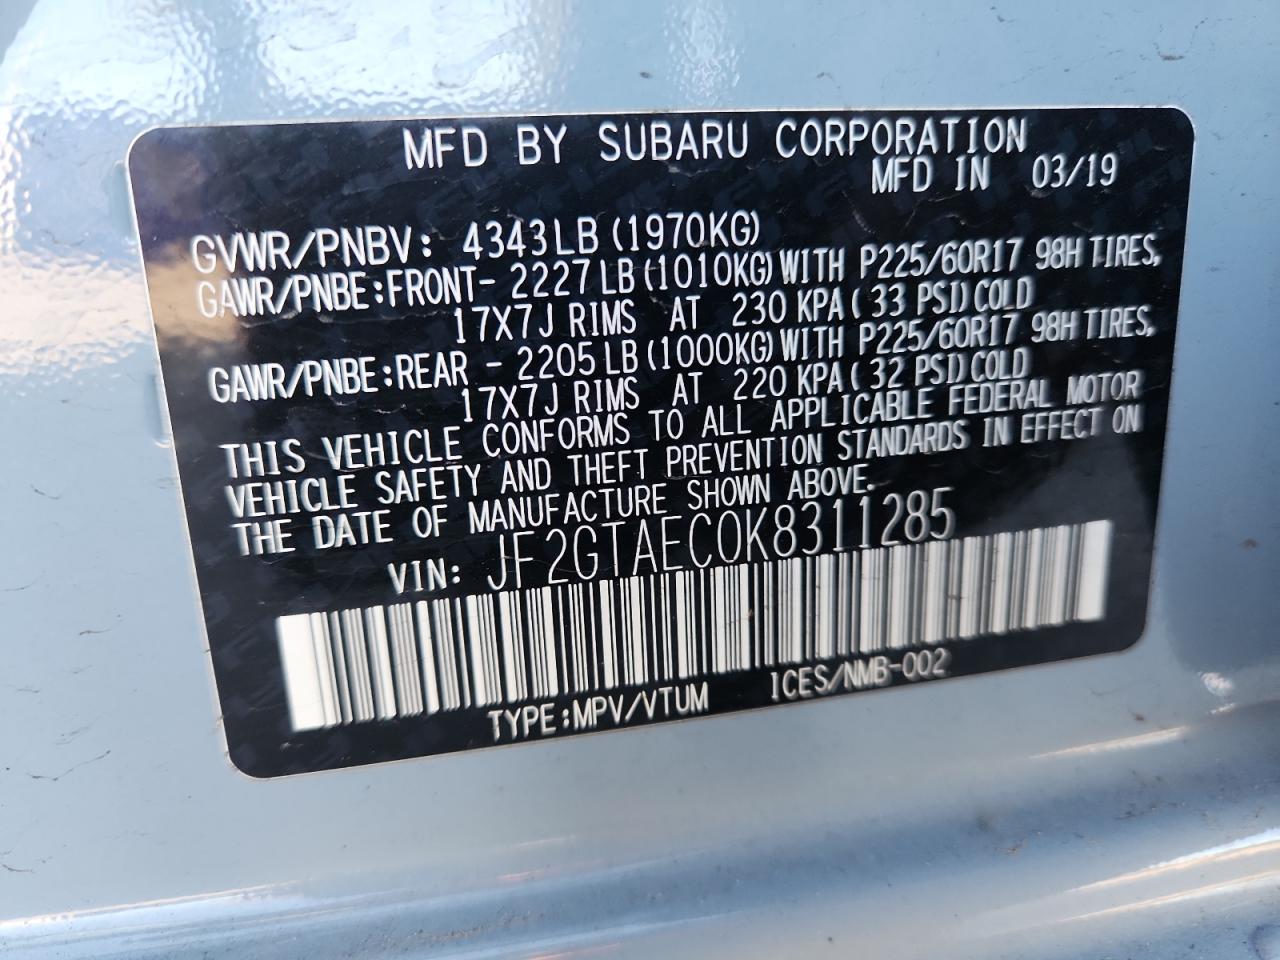 MFD BY SUBARU CORPORATION
MFD IN 03/19
GVWR/PNBV: 4343LB (1970KG)
GAWR/PNBE:FRONT- 2227LB (1010KG) WITH P225/60R17 98H TIRES,
17X7J RIMS AT 230 KPA ( 33 PSI) COLD
GAWR/PNBE:REAR - 2205LB (1000KG) WITH P225/60R17 98H TIRES,
17X7J RIMS AT 220 KPA ( 32 PSI) COLD
THIS VEHICLE CONFORMS TO ALL APPLICABLE FEDERAL MOTOR
VEHICLE SAFETY AND THEFT PREVENTION STANDARDS IN EFFECT ON
THE DATE OF MANUFACTURE SHOWN ABOVE.
VIN: JF2GTAEC0K8311285
TYPE:MPV/VTUM ICES/NMB-002